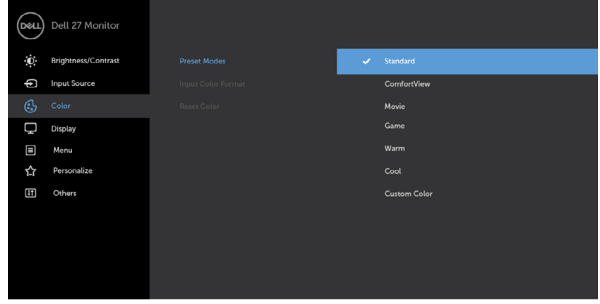 DELL Dell 27 Monitor
Brightness/Contrast
Input Source
Color
Display
Menu
Personalize
Others
Preset Modes
Input Color Format
Reset Color
Standard
ComfortView
Movie
Game
Warm
Cool
Custom Color